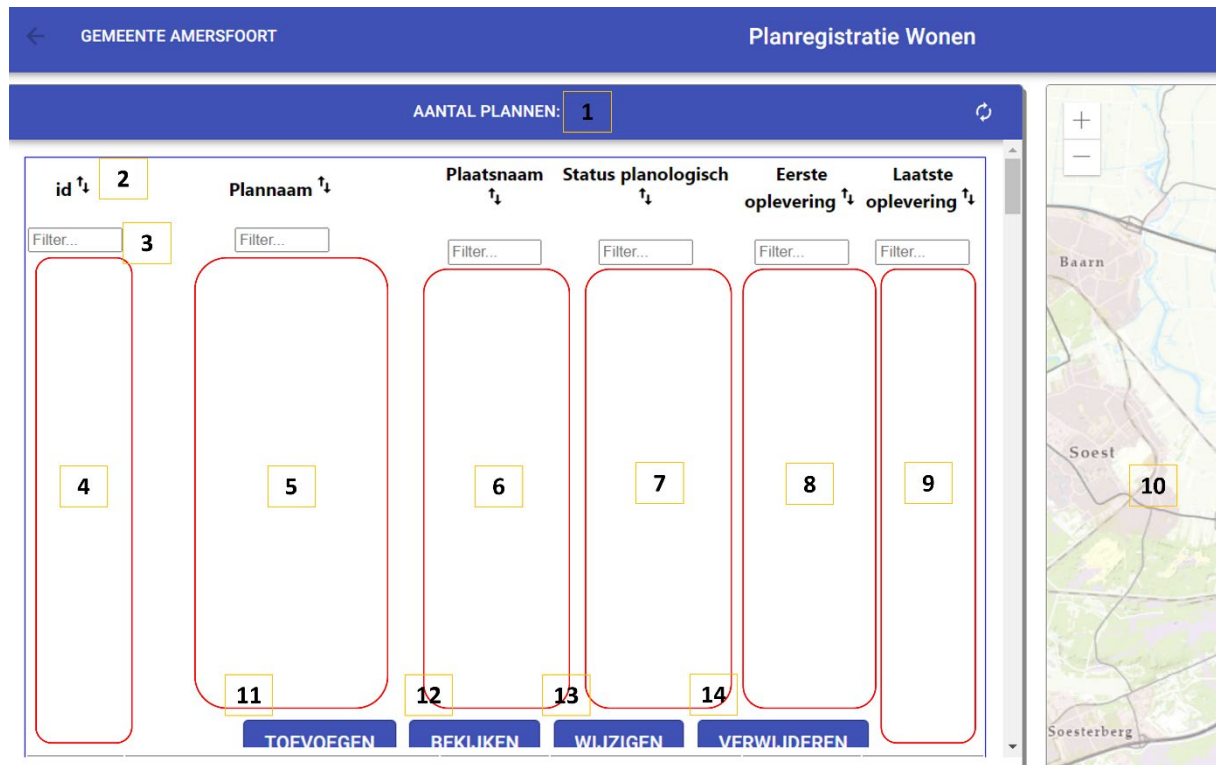 GEMEENTE AMERSFOORT
Planregistratie Wonen
AANTAL PLANNEN: 1
id 2
Plannaam
Plaatsnaam
Status planologisch
Eerste
oplevering
Laatste
oplevering
Filter... 3
Filter...
Filter...
Filter...
Filter...
Filter...
4
5
6
7
8
9
11
12
13
14
TOEVOEGEN
BEKIJKEN
WIJZIGEN
VERWIJDEREN
+
−
Baarn
Soest
10
Soesterberg